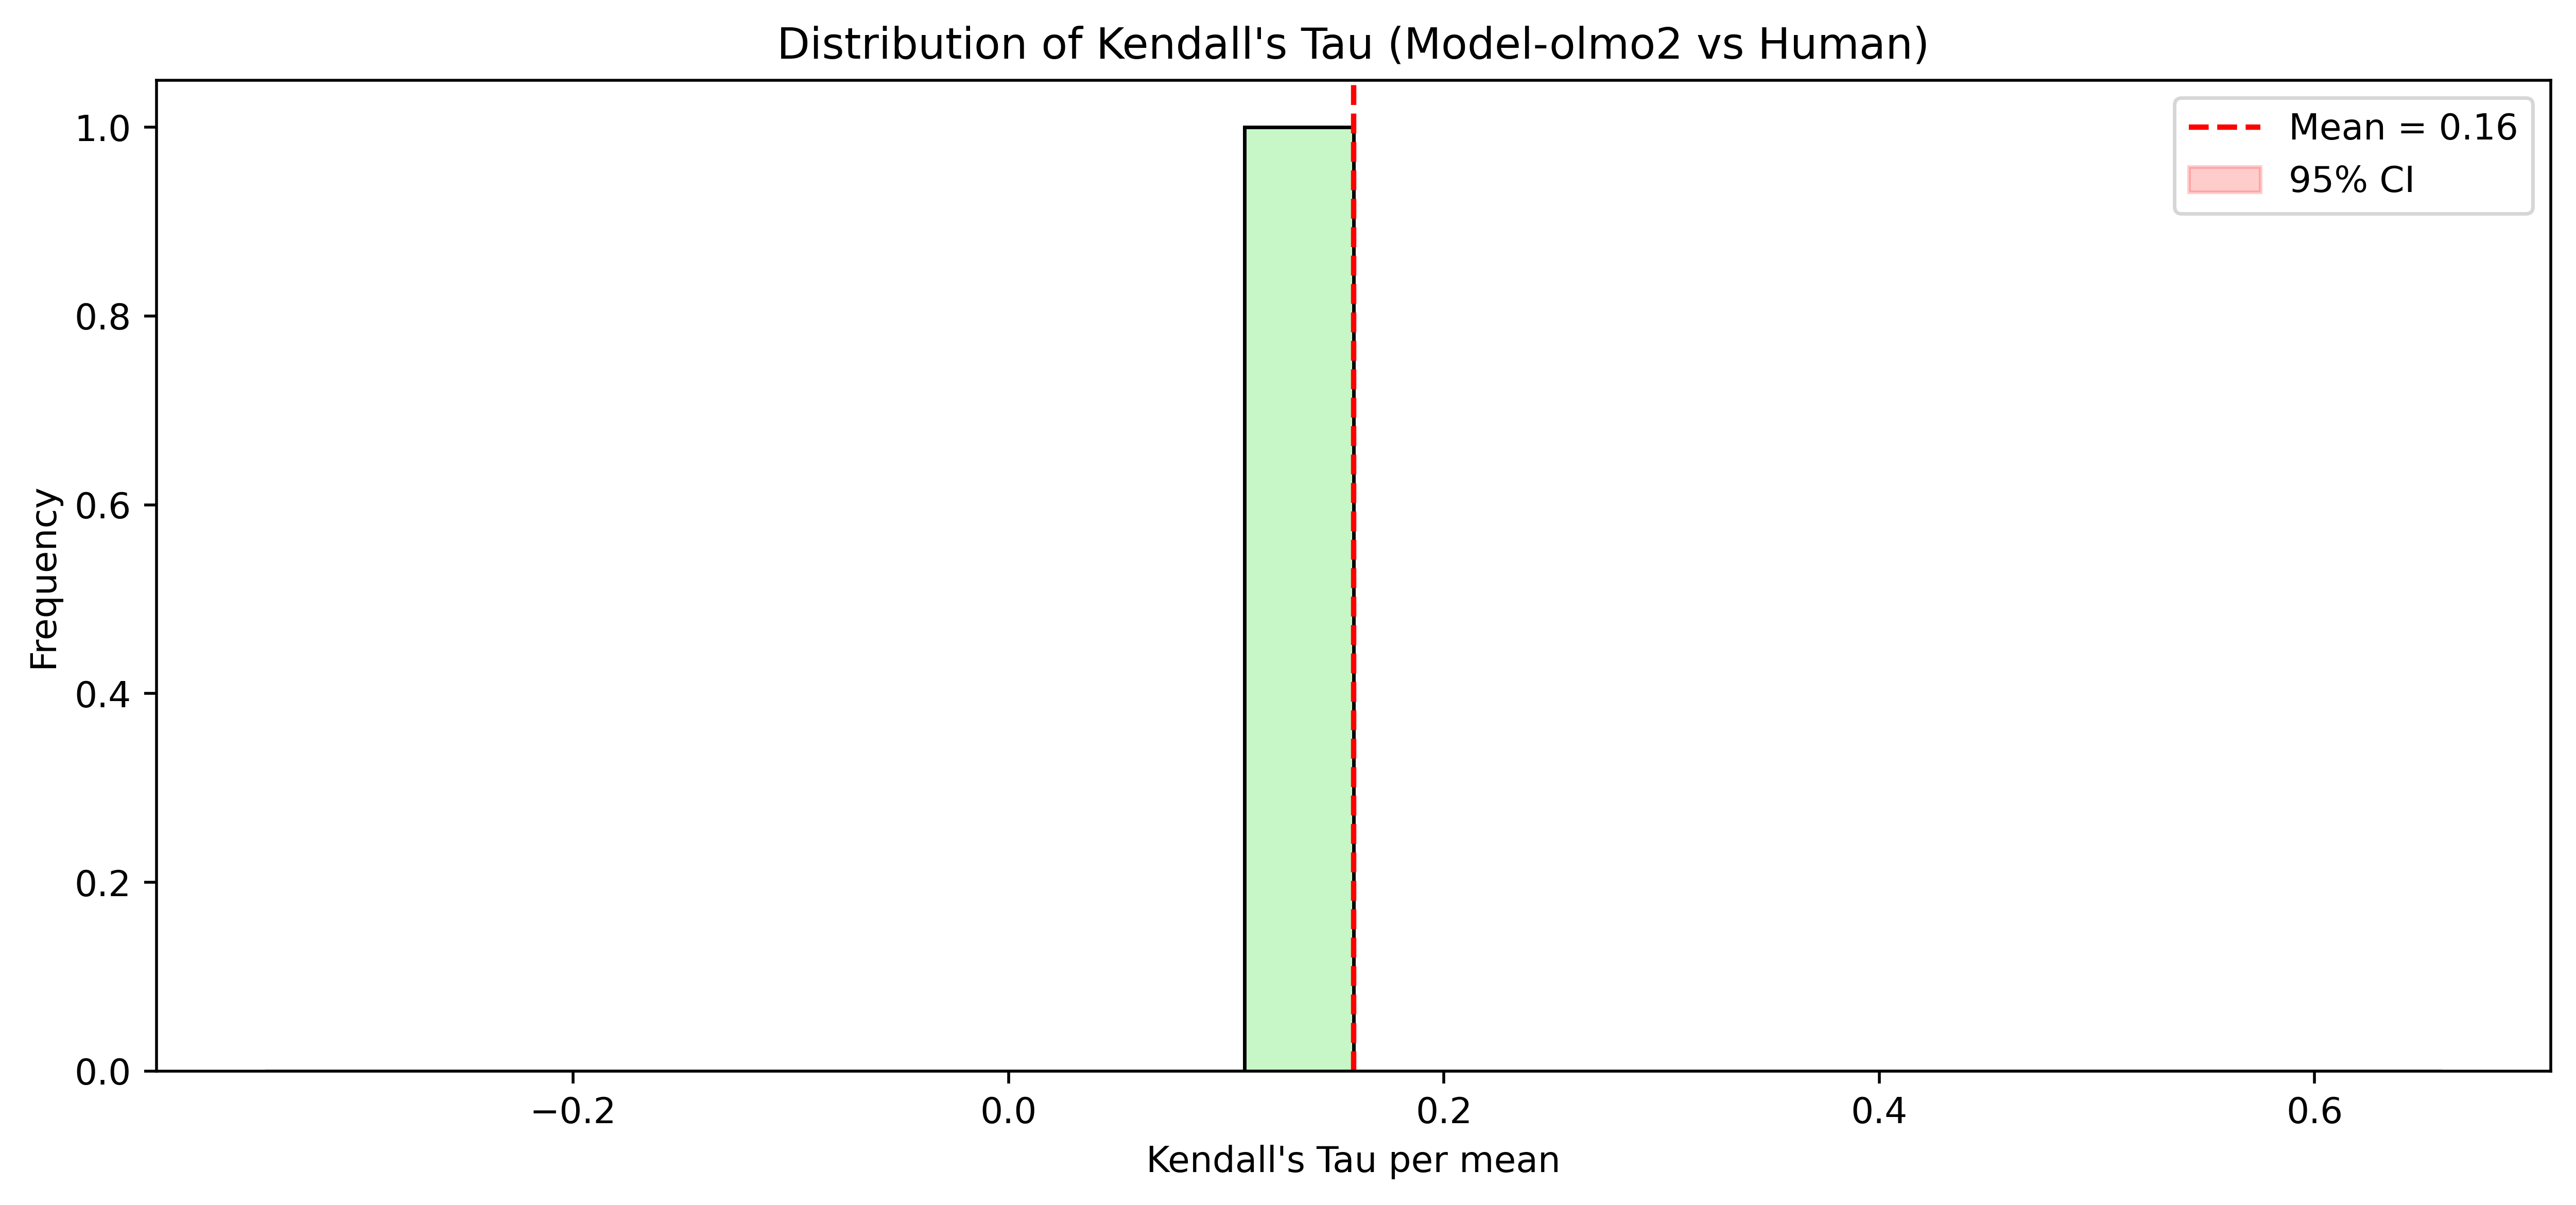 Distribution of Kendall's Tau (Model-olmo2 vs Human)
Mean = 0.16
95% CI
1.0
0.8
0.6
0.4
0.2
0.0
Frequency
−0.2
0.0
0.2
0.4
0.6
Kendall's Tau per mean